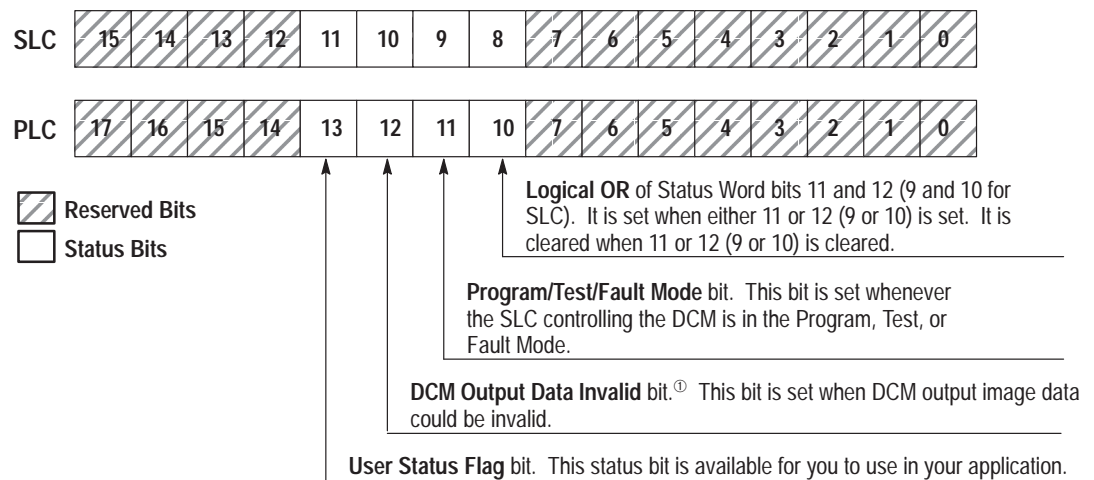 SLC 15 14 13 12 11 10 9 8 7 6 5 4 3 2 1 0
PLC 17 16 15 14 13 12 11 10 7 6 5 4 3 2 1 0
Reserved Bits
Status Bits
Logical OR of Status Word bits 11 and 12 (9 and 10 for
SLC). It is set when either 11 or 12 (9 or 10) is set. It is
cleared when 11 or 12 (9 or 10) is cleared.
Program/Test/Fault Mode bit. This bit is set whenever
the SLC controlling the DCM is in the Program, Test, or
Fault Mode.
DCM Output Data Invalid bit.① This bit is set when DCM output image data
could be invalid.
User Status Flag bit. This status bit is available for you to use in your application.